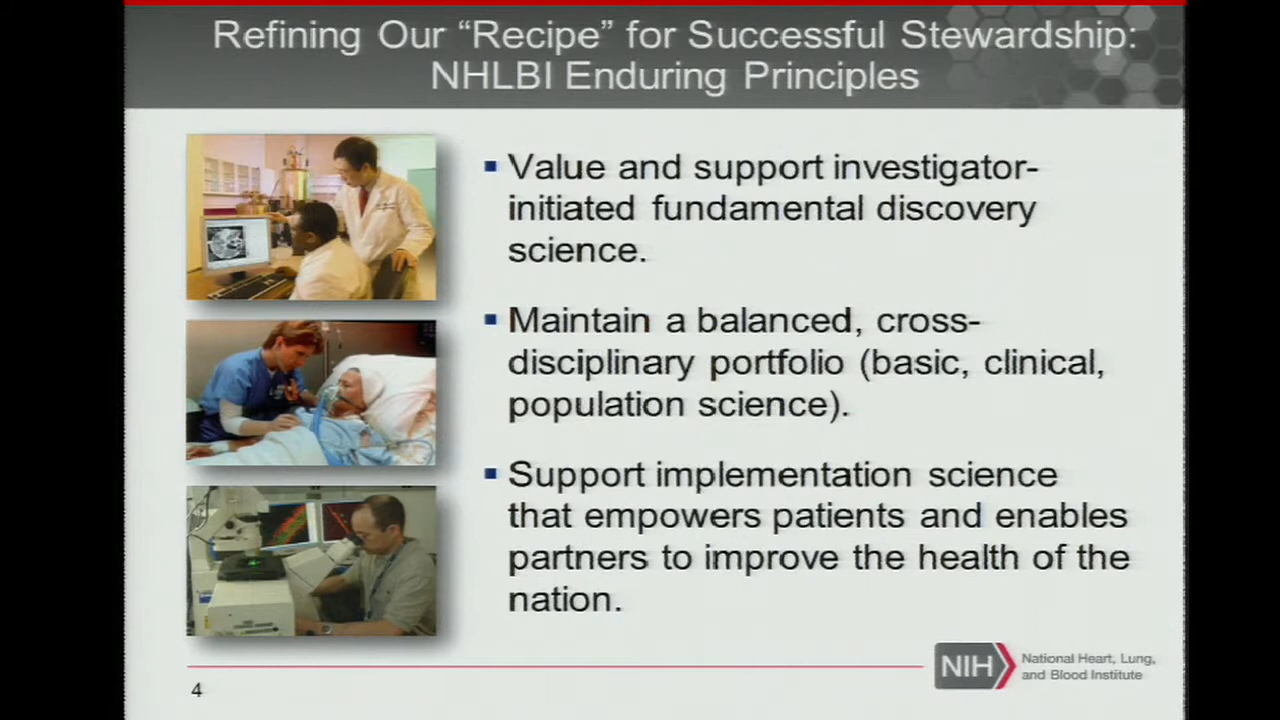 Refining Our “Recipe” for Successful Stewardship:
NHLBI Enduring Principles
▪ Value and support investigator-
initiated fundamental discovery
science.
▪ Maintain a balanced, cross-
disciplinary portfolio (basic, clinical,
population science).
▪ Support implementation science
that empowers patients and enables
partners to improve the health of the
nation.
NIH National Heart, Lung,
and Blood Institute
4